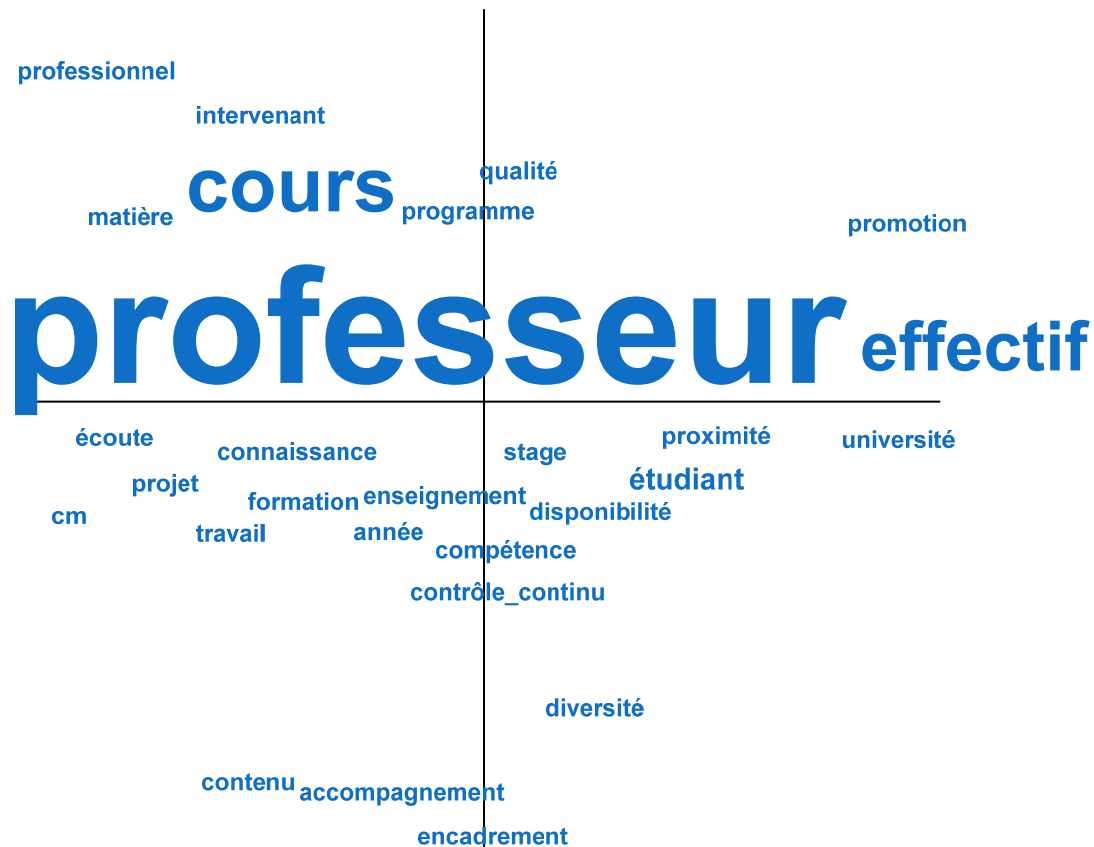 professionnel
intervenant
qualité
cours
programme
matière
promotion
professeur
effectif
écoute
connaissance
stage
proximité
université
projet
formation
enseignement
étudiant
disponibilité
cm
travail
année
compétence
contrôle_continu
diversité
contenu
accompagnement
encadrement